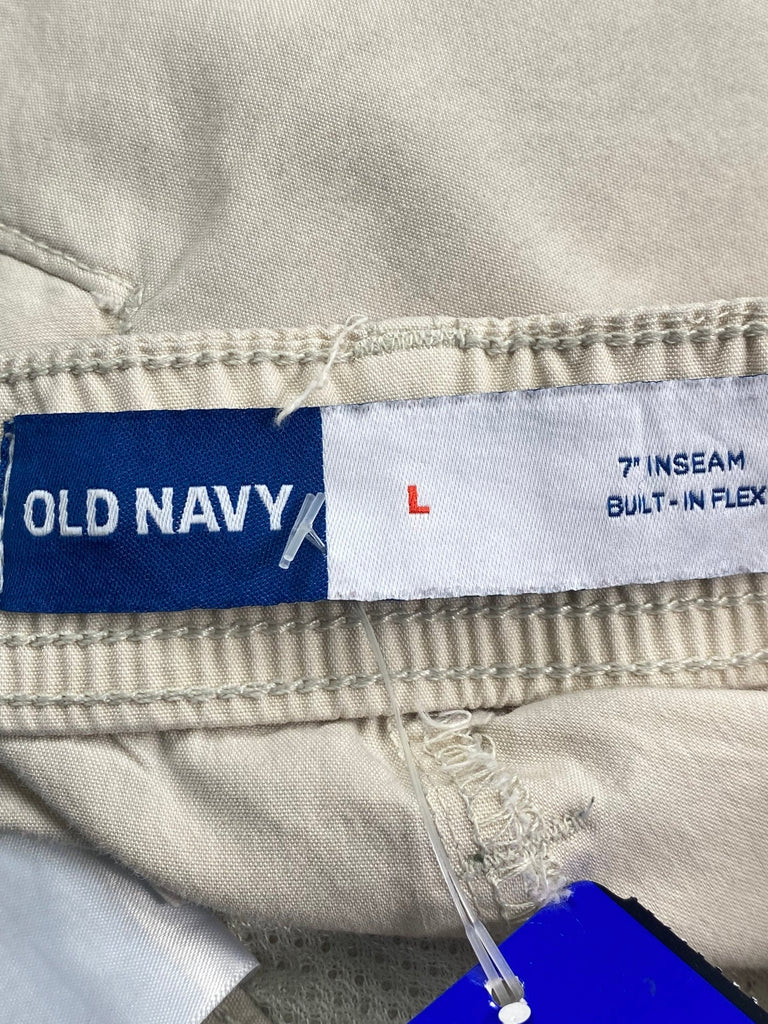 OLD NAVY
L
7" INSEAM
BUILT-IN FLEX